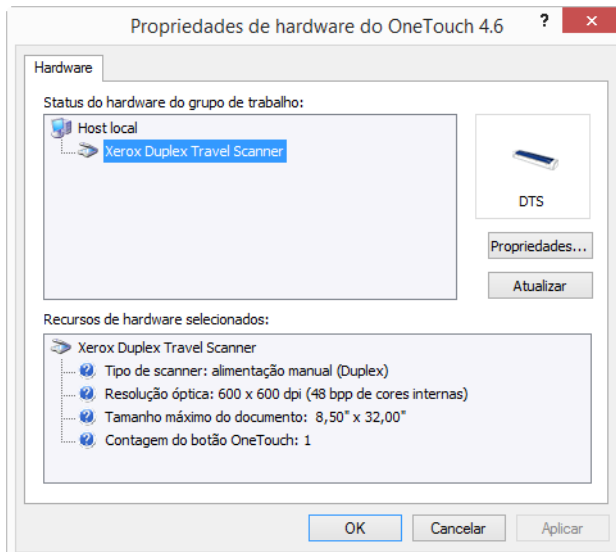 Propriedades de hardware do OneTouch 4.6
?
Hardware
Status do hardware do grupo de trabalho:
Host local
Xerox Duplex Travel Scanner
DTS
Propriedades...
Atualizar
Recursos de hardware selecionados:
Xerox Duplex Travel Scanner
Tipo de scanner: alimentação manual (Duplex)
Resolução óptica: 600 x 600 dpi (48 bpp de cores internas)
Tamanho máximo do documento: 8,50" x 32,00"
Contagem do botão OneTouch: 1
OK Cancelar Aplicar